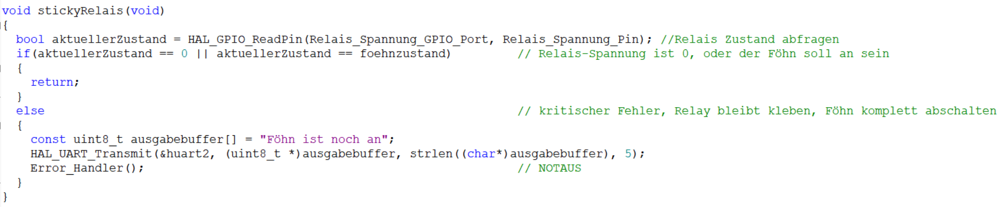 void stickyRelais(void)
{
  bool aktuellerZustand = HAL_GPIO_ReadPin(Relais_Spannung_GPIO_Port, Relais_Spannung_Pin); //Relais Zustand abfragen
  if(aktuellerZustand == 0 || aktuellerZustand == foehnzustand)         // Relais-Spannung ist 0, oder der Föhn soll an sein
  {
    return;
  }
  else                                                                  // kritischer Fehler, Relay bleibt kleben, Föhn komplett abschalten
  {
    const uint8_t ausgabebuffer[] = "Föhn ist noch an";
    HAL_UART_Transmit(&huart2, (uint8_t *)ausgabebuffer, strlen((char*)ausgabebuffer), 5);
    Error_Handler();                                                    // NOTAUS
  }
}